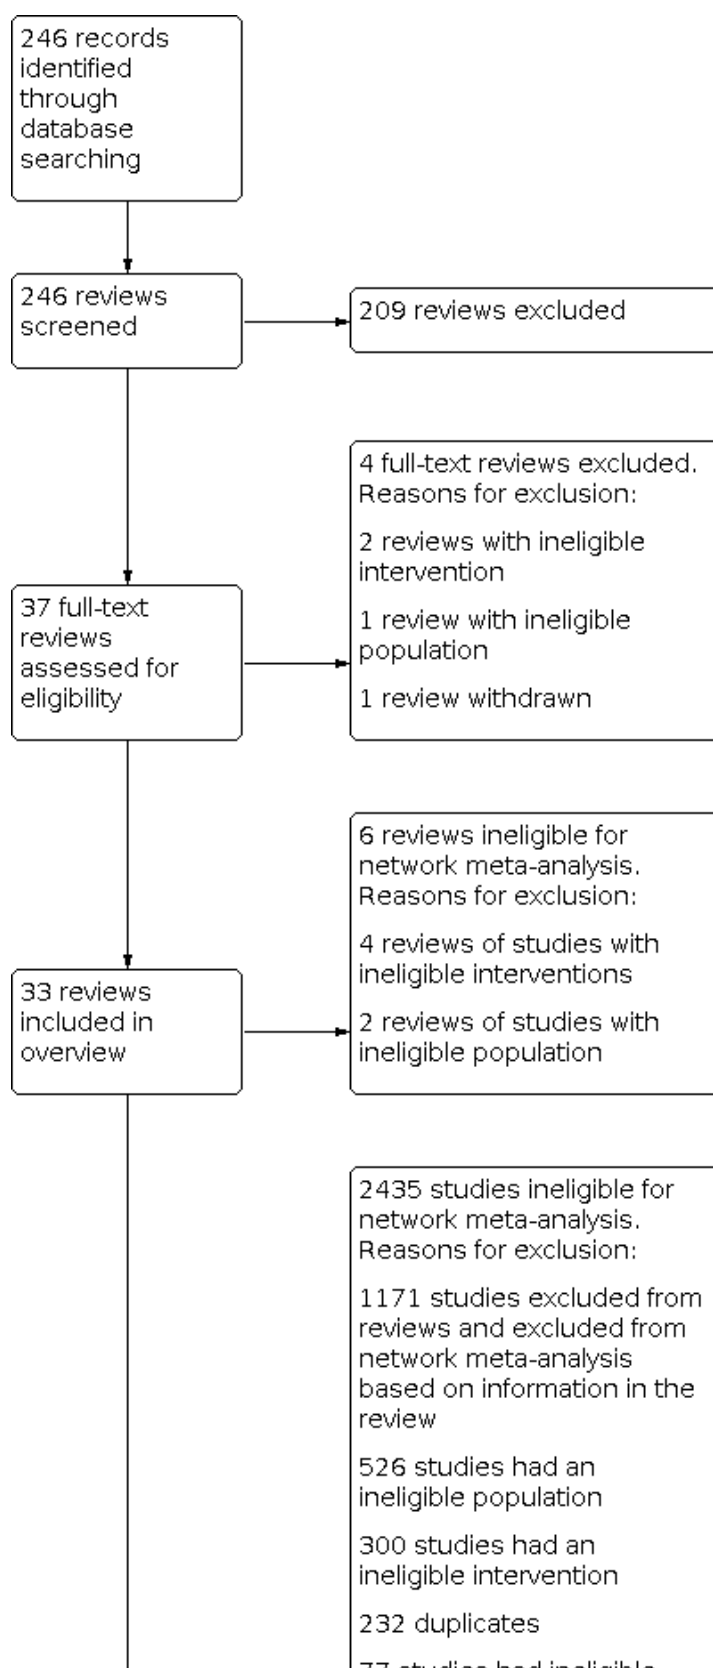 246 records
identified
through
database
searching
246 reviews
screened
209 reviews excluded
4 full-text reviews excluded.
Reasons for exclusion:
2 reviews with ineligible
intervention
1 review with ineligible
population
1 review withdrawn
37 full-text
reviews
assessed for
eligibility
6 reviews ineligible for
network meta-analysis.
Reasons for exclusion:
4 reviews of studies with
ineligible interventions
2 reviews of studies with
ineligible population
33 reviews
included in
overview
2435 studies ineligible for
network meta-analysis.
Reasons for exclusion:
1171 studies excluded from
reviews and excluded from
network meta-analysis
based on information in the
review
526 studies had an
ineligible population
300 studies had an
ineligible intervention
232 duplicates
77 studies had ineligible